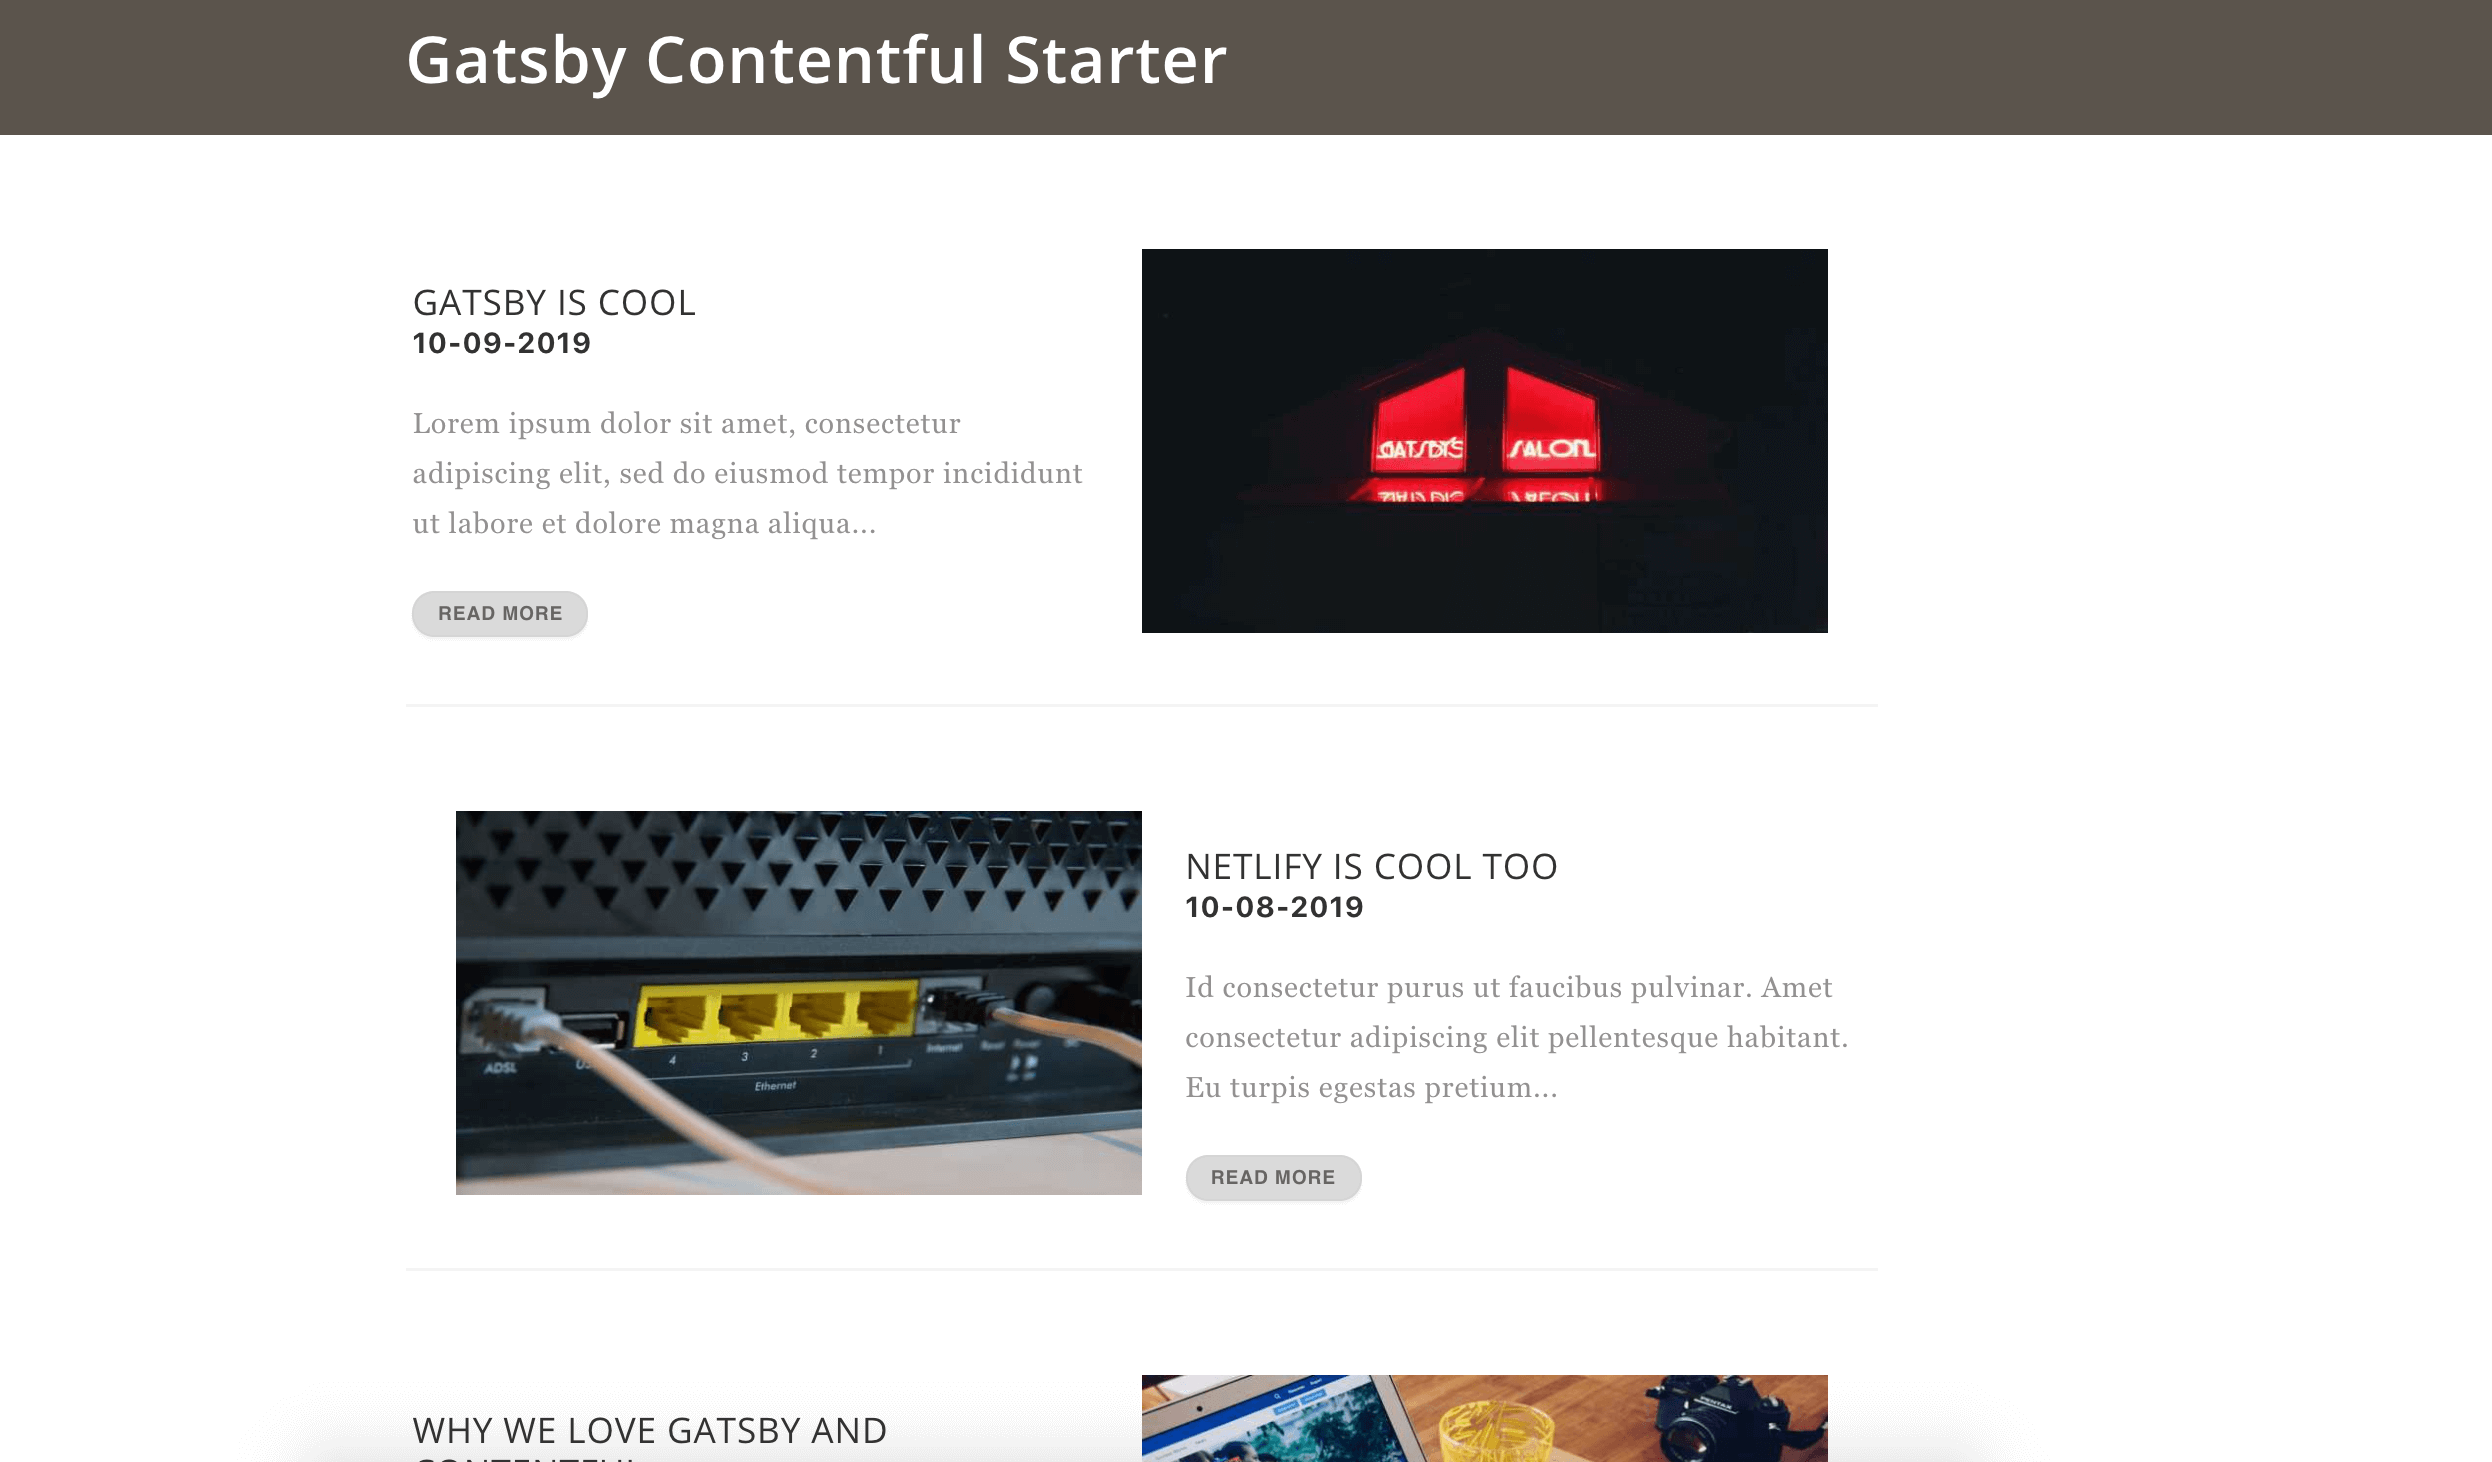 Gatsby Contentful Starter
GATSBY IS COOL
10-09-2019
Lorem ipsum dolor sit amet, consectetur
adipiscing elit, sed do eiusmod tempor incididunt
ut labore et dolore magna aliqua...
READ MORE
GATSBY'S SALON
NETLIFY IS COOL TOO
10-08-2019
Id consectetur purus ut faucibus pulvinar. Amet
consectetur adipiscing elit pellentesque habitant.
Eu turpis egestas pretium...
READ MORE
ADSL
4 3 2 1 Internet
Ethernet
WHY WE LOVE GATSBY AND
PENTAX